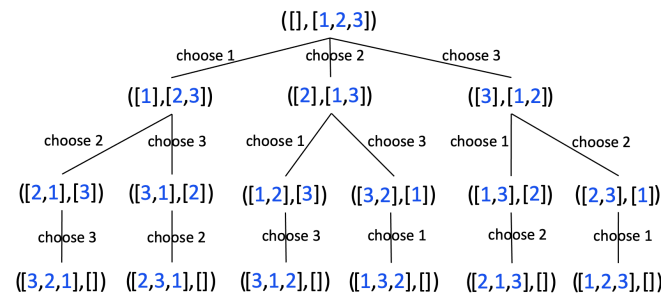 ([],[1,2,3])
choose 1 choose 2 choose 3
([1],[2,3]) ([2],[1,3]) ([3],[1,2])
choose 2 choose 3 choose 1 choose 3 choose 1 choose 2
([2,1],[3]) ([3,1],[2]) ([1,2],[3]) ([3,2],[1]) ([1,3],[2]) ([2,3],[1])
choose 3 choose 2 choose 3 choose 1 choose 2 choose 1
([3,2,1],[]) ([2,3,1],[]) ([3,1,2],[]) ([1,3,2],[]) ([2,1,3],[]) ([1,2,3],[])